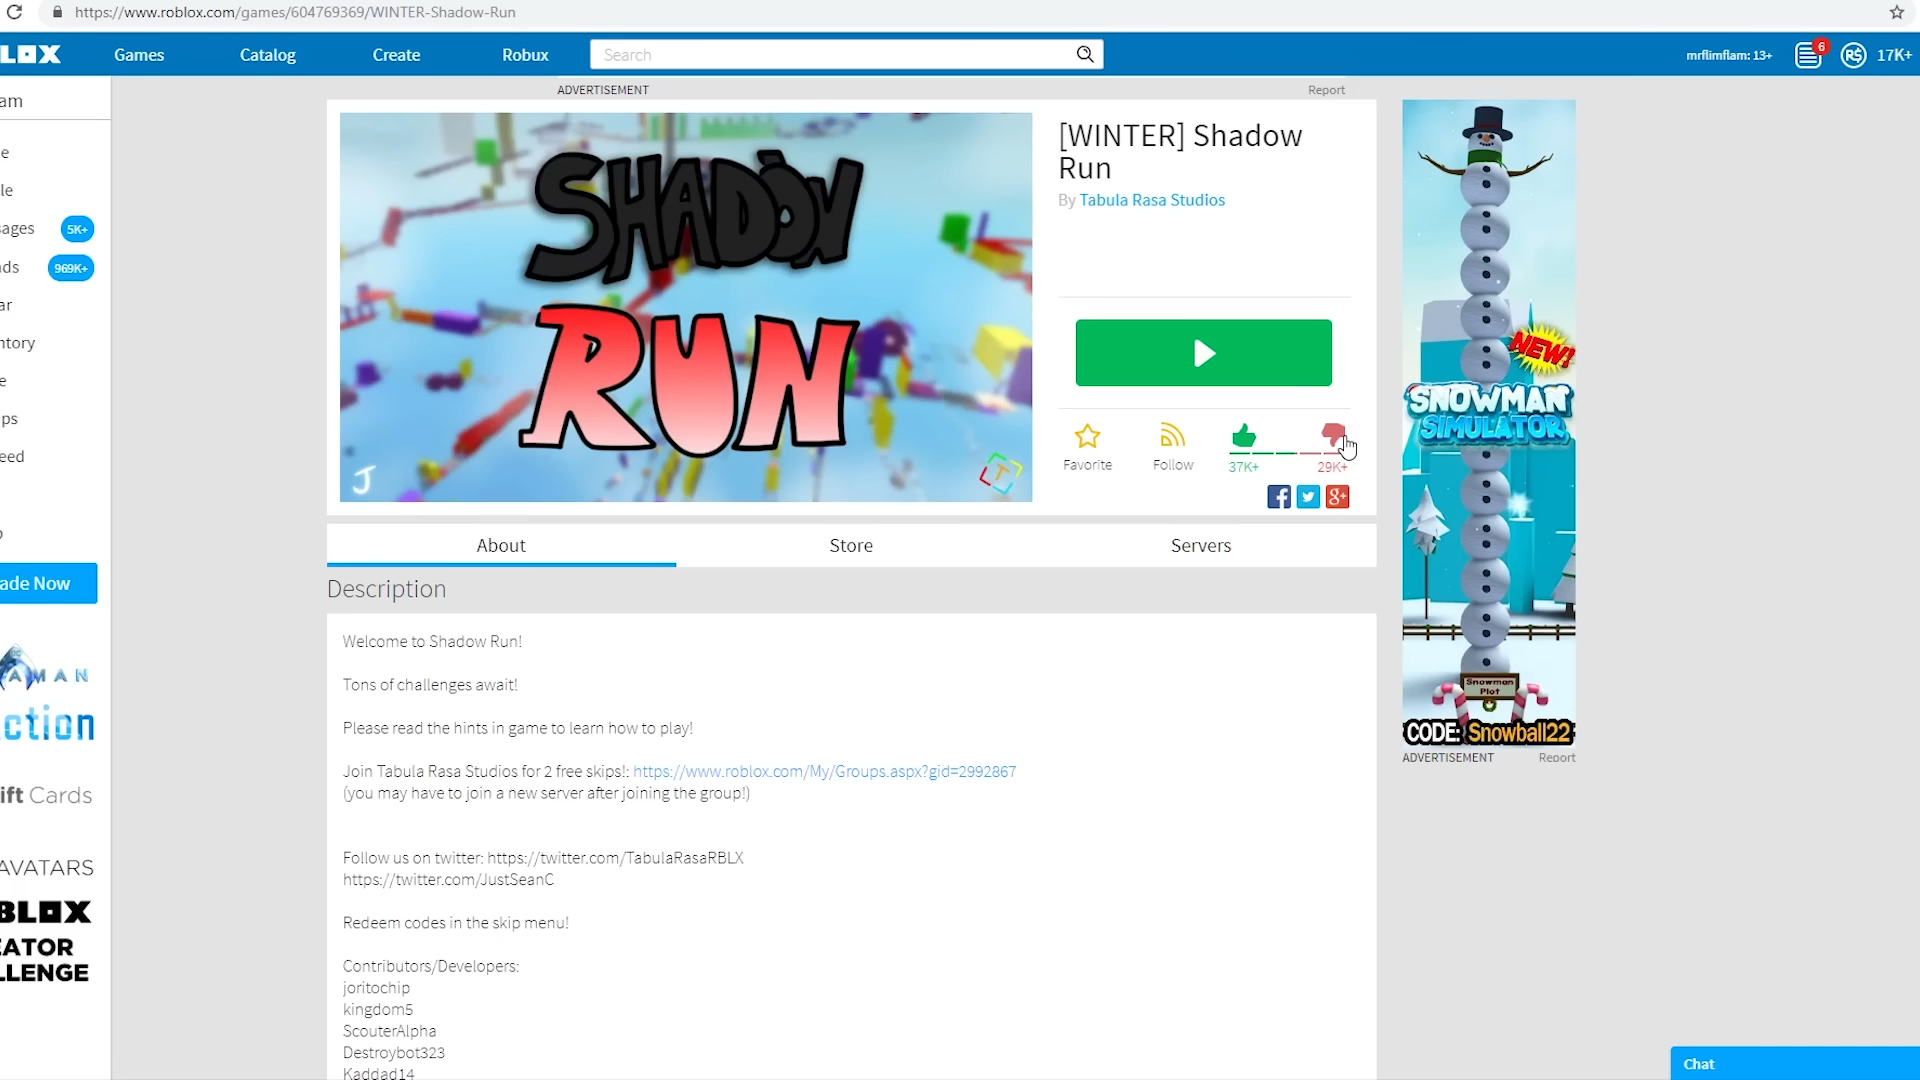 https://www.roblox.com/games/604769369/WINTER-Shadow-Run
LOX
Games
Catalog
Create
Robux
Search
mrflimflam: 13+
6
R$
17K+
am
e
le
sages
5K+
ds
969K+
ar
ntory
e
ps
eed
ade Now
AMAN
ction
ift Cards
AVATARS
BLOX
EATOR
LLENGE
ADVERTISEMENT
Report
SHADOW
RUN
J
T
[WINTER] Shadow
Run
By Tabula Rasa Studios
Favorite
Follow
37K+
29K+
About
Store
Servers
Description
Welcome to Shadow Run!
Tons of challenges await!
Please read the hints in game to learn how to play!
Join Tabula Rasa Studios for 2 free skips!: https://www.roblox.com/My/Groups.aspx?gid=2992867
(you may have to join a new server after joining the group!)
Follow us on twitter: https://twitter.com/TabulaRasaRBLX
https://twitter.com/JustSeanC
Redeem codes in the skip menu!
Contributors/Developers:
joritochip
kingdom5
ScouterAlpha
Destroybot323
Kaddad14
NEW!
SNOWMAN
SIMULATOR
Snowman
Plot
CODE: Snowball22
ADVERTISEMENT
Report
Chat